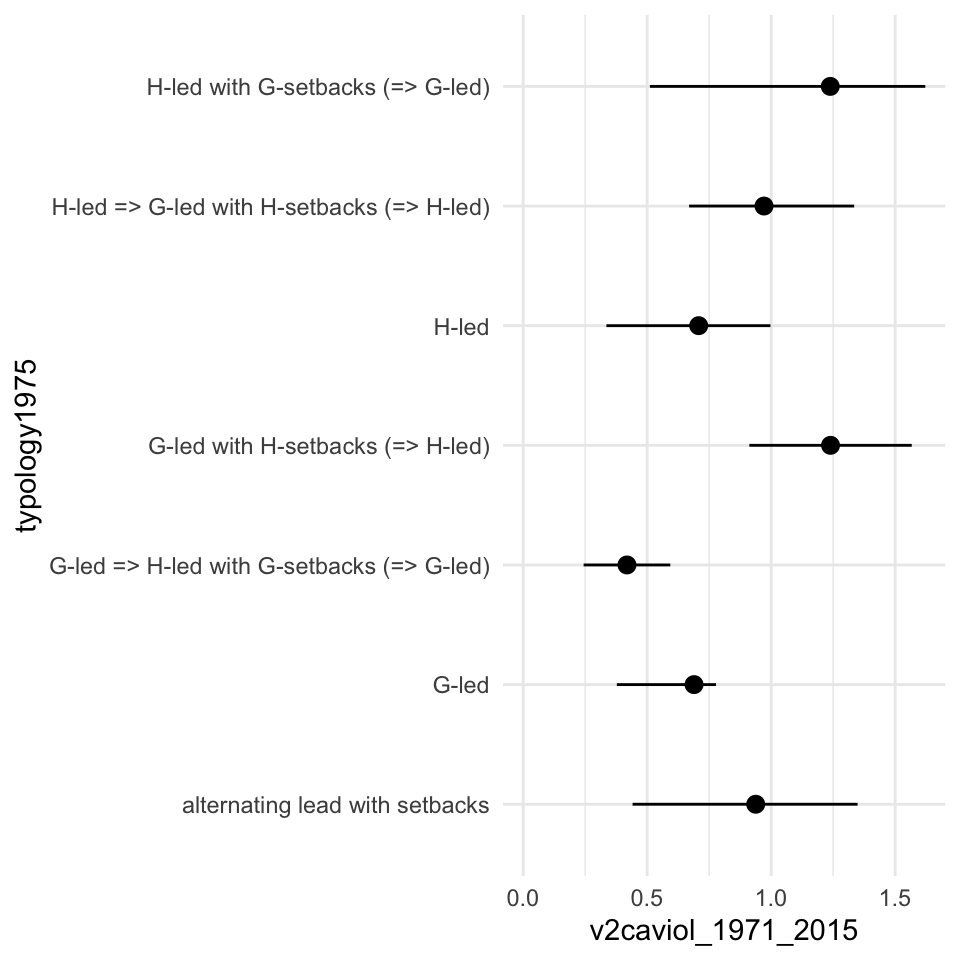 H-led with G-setbacks (=> G-led)
H-led => G-led with H-setbacks (=> H-led)
H-led
G-led with H-setbacks (=> H-led)
G-led => H-led with G-setbacks (=> G-led)
G-led
alternating lead with setbacks
typology1975
0.0 0.5 1.0 1.5
v2caviol_1971_2015